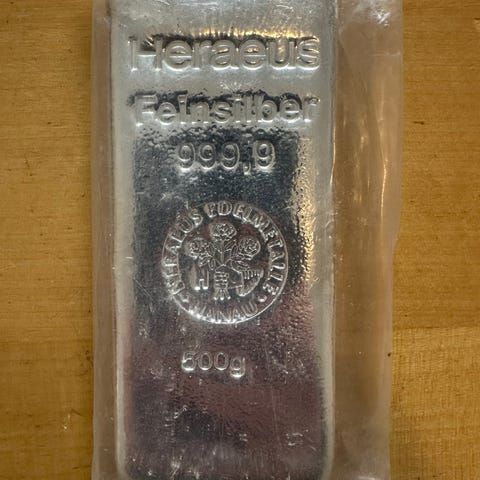 Heraeus
Feinsilber
999,9
HERAEUS EDELMETALLE
HANAU
500g